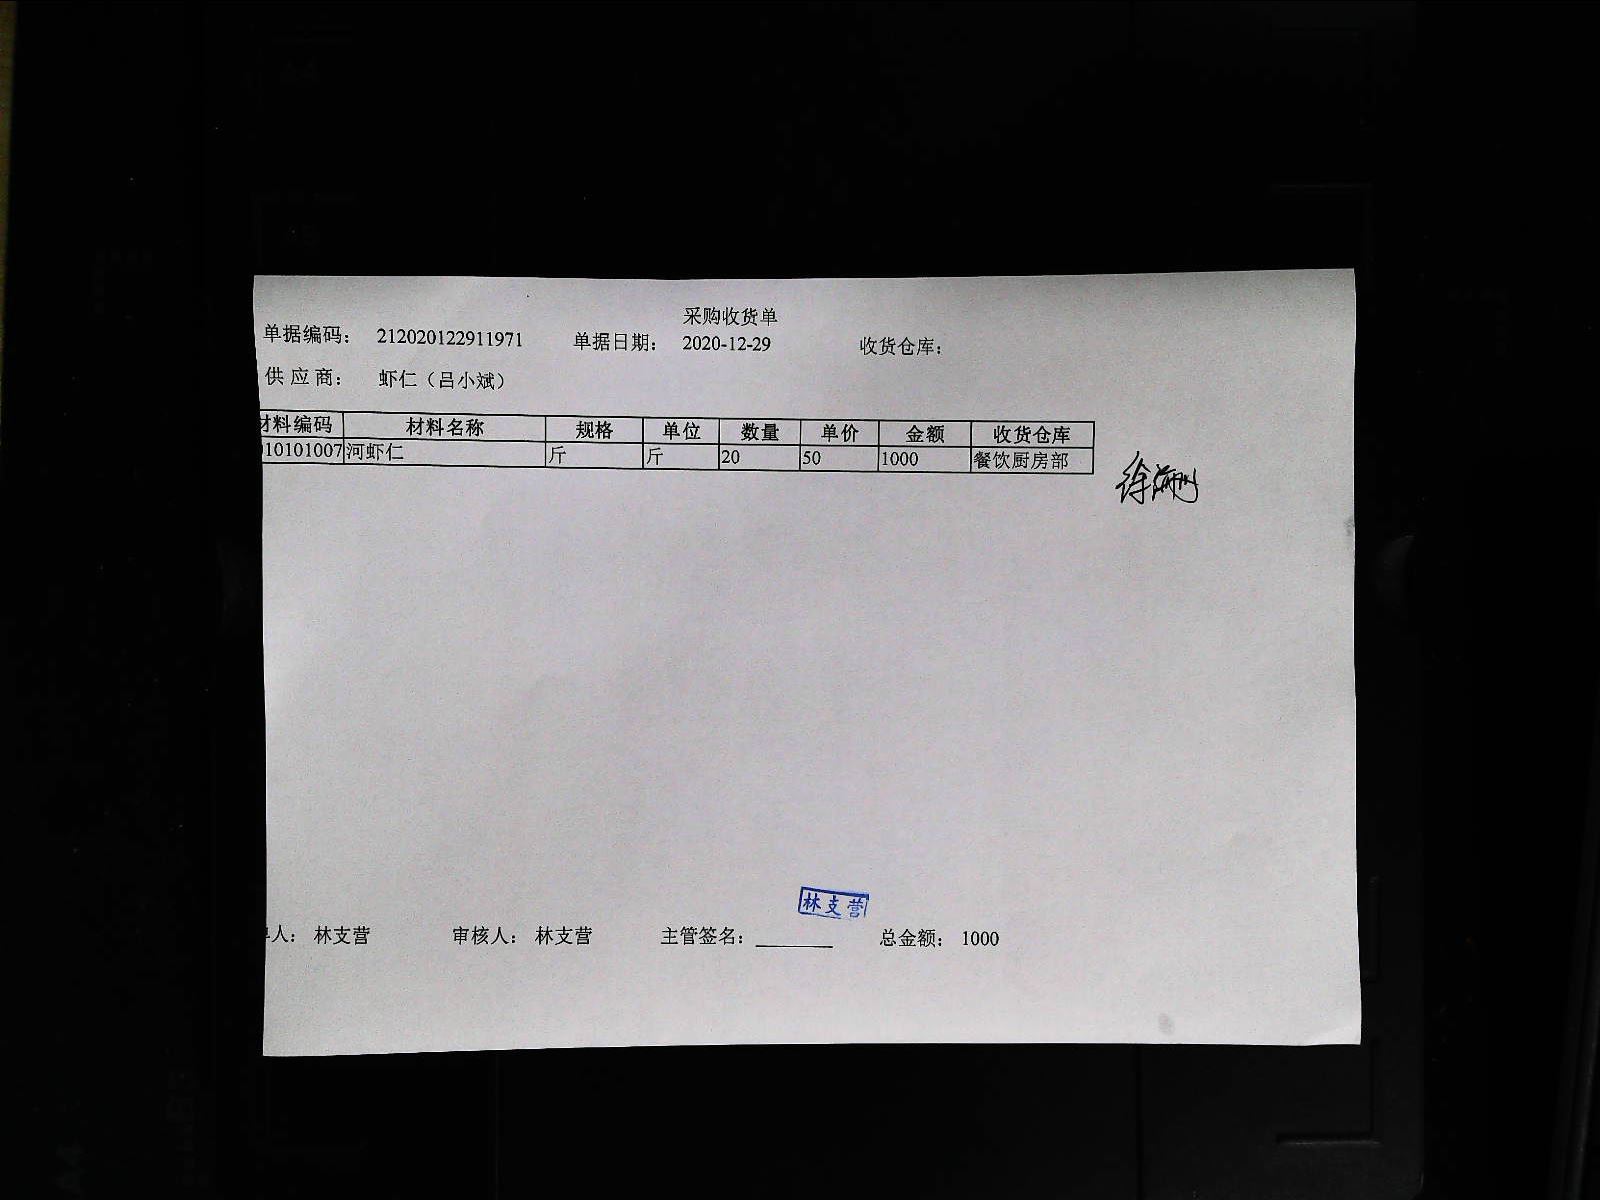 采购收货单
单据编码： 212020122911971 单据日期： 2020-12-29 收货仓库：
供应商： 虾仁（吕小斌）
材料编码 材料名称 规格 单位 数量 单价 金额 收货仓库
10101007 河虾仁 斤 斤 20 50 1000 餐饮厨房部
林支营
人： 林支营 审核人： 林支营 主管签名： 总金额： 1000